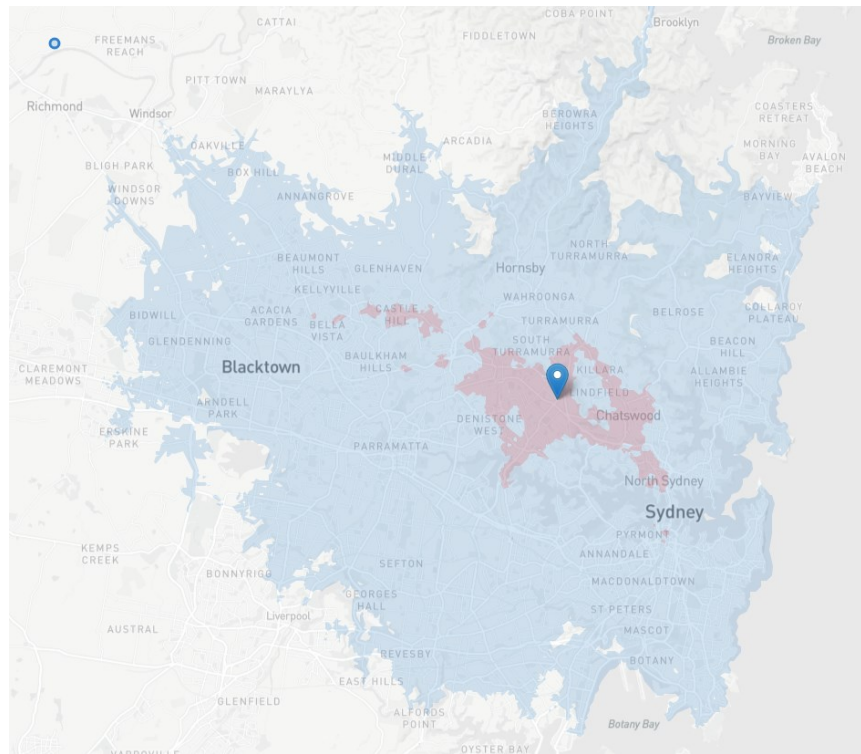 COBA POINT
CATTAI
Brooklyn
FREEMANS
REACH
FIDDLETOWN
Broken Bay
PITT TOWN
MARAYLYA
Richmond
Windsor
BEROWRA
HEIGHTS
COASTERS
RETREAT
OAKVILLE
ARCADIA
MORNING
BAY
AVALON
BEACH
BLIGH PARK
BOX HILL
MIDDLE
DURAL
WINDSOR
DOWNS
ANNANGROVE
BAYVIEW
NORTH
TURRAMURRA
BEAUMONT
HILLS
GLENHAVEN
Hornsby
ELANORA
HEIGHTS
KELLYVILLE
WAHROONGA
BIDWILL
ACACIA
GARDENS
CASTLE
HILL
BELROSE
COLLAROY
PLATEAU
BELLA
VISTA
TURRAMURRA
GLENDENNING
SOUTH
TURRAMURRA
BEACON
HILL
Blacktown
BAULKHAM
HILLS
KILLARA
ALLAMBIE
HEIGHTS
CLAREMONT
MEADOWS
INDFIELD
ARNDELL
PARK
DENISTONE
WEST
Chatswood
ERSKINE
PARK
PARRAMATTA
North Sydney
Sydney
PYRMONT
KEMPS
CREEK
ANNANDALE
SEFTON
BONNYRIGG
MACDONALDTOWN
GEORGES
HALL
ST PETERS
Liverpool
AUSTRAL
MASCOT
REVESBY
BOTANY
EAST HILLS
GLENFIELD
ALFORDS
POINT
Botany Bay
OYSTER BAY